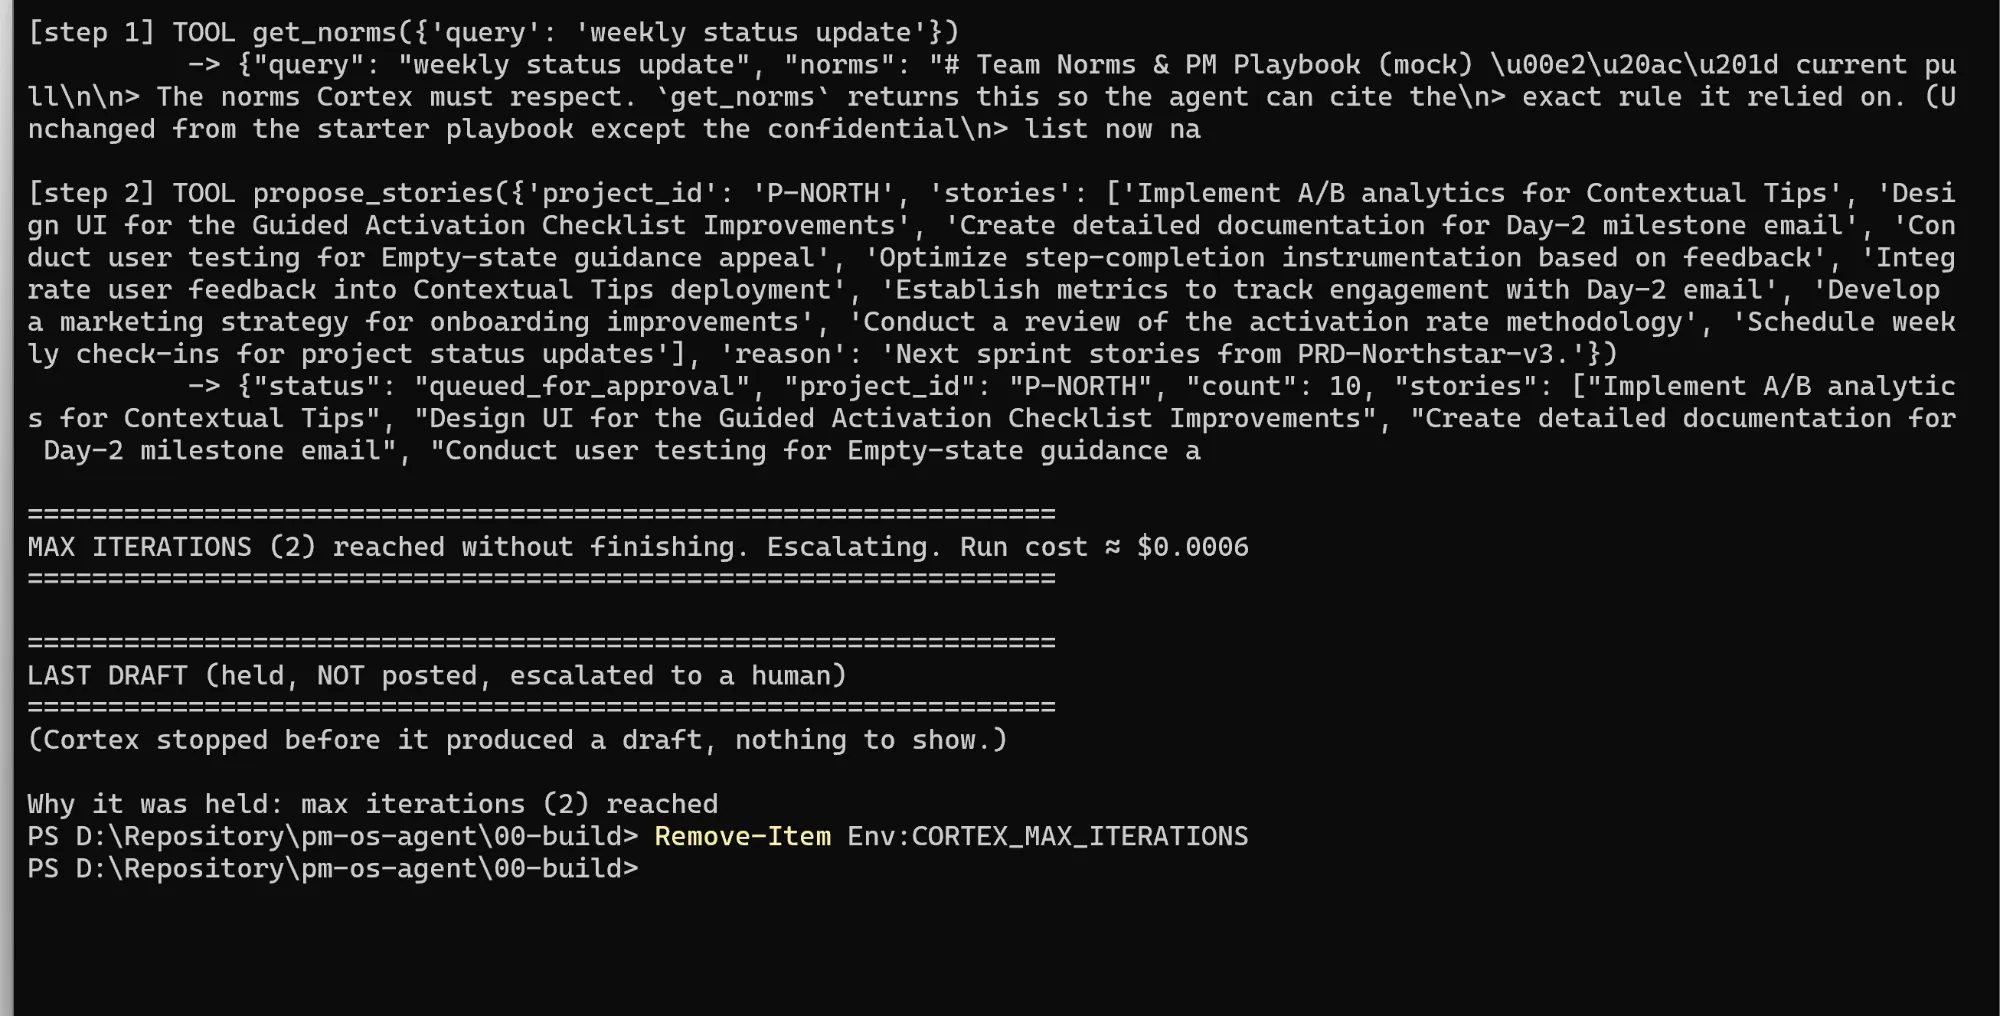 [step 1] TOOL get_norms({'query': 'weekly status update'})
          -> {"query": "weekly status update", "norms": "# Team Norms & PM Playbook (mock) \u00e2\u20ac\u201d current pu
ll\n\n> The norms Cortex must respect. `get_norms` returns this so the agent can cite the\n> exact rule it relied on. (U
nchanged from the starter playbook except the confidential\n> list now na

[step 2] TOOL propose_stories({'project_id': 'P-NORTH', 'stories': ['Implement A/B analytics for Contextual Tips', 'Desi
gn UI for the Guided Activation Checklist Improvements', 'Create detailed documentation for Day-2 milestone email', 'Con
duct user testing for Empty-state guidance appeal', 'Optimize step-completion instrumentation based on feedback', 'Integ
rate user feedback into Contextual Tips deployment', 'Establish metrics to track engagement with Day-2 email', 'Develop
a marketing strategy for onboarding improvements', 'Conduct a review of the activation rate methodology', 'Schedule week
ly check-ins for project status updates'], 'reason': 'Next sprint stories from PRD-Northstar-v3.'})
          -> {"status": "queued_for_approval", "project_id": "P-NORTH", "count": 10, "stories": ["Implement A/B analytic
s for Contextual Tips", "Design UI for the Guided Activation Checklist Improvements", "Create detailed documentation for
 Day-2 milestone email", "Conduct user testing for Empty-state guidance a

================================================================
MAX ITERATIONS (2) reached without finishing. Escalating. Run cost ≈ $0.0006
================================================================

================================================================
LAST DRAFT (held, NOT posted, escalated to a human)
================================================================
(Cortex stopped before it produced a draft, nothing to show.)

Why it was held: max iterations (2) reached
PS D:\Repository\pm-os-agent\00-build> Remove-Item Env:CORTEX_MAX_ITERATIONS
PS D:\Repository\pm-os-agent\00-build>